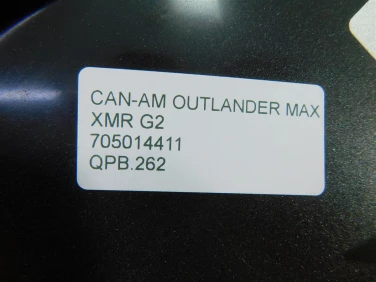 CAN-AM OUTLANDER MAX
XMR G2
705014411
QPB.262